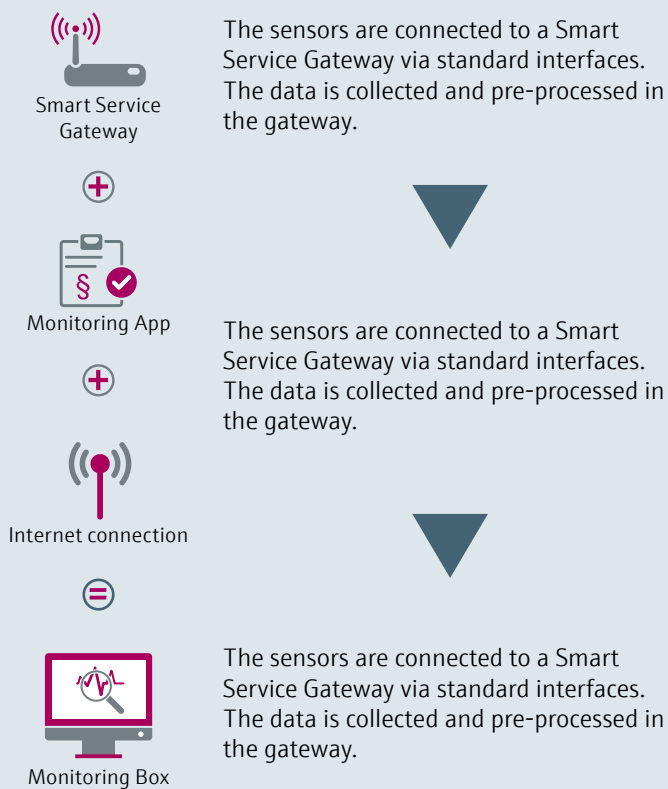 The sensors are connected to a Smart
Service Gateway via standard interfaces.
The data is collected and pre-processed in
the gateway.
Smart Service
Gateway
+
§
Monitoring App
The sensors are connected to a Smart
Service Gateway via standard interfaces.
The data is collected and pre-processed in
the gateway.
+
Internet connection
=
The sensors are connected to a Smart
Service Gateway via standard interfaces.
The data is collected and pre-processed in
the gateway.
Monitoring Box